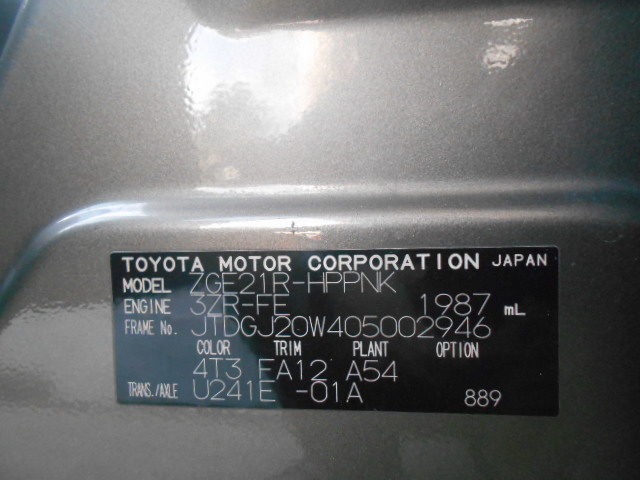 TOYOTA MOTOR CORPORATION JAPAN
MODEL ZGE21R-HPPNK
ENGINE 3ZR-FE 1987 mL
FRAME No. JTDGJ20W405002946
COLOR TRIM PLANT OPTION
4T3 FA12 A54
TRANS./AXLE U241E -01A 889